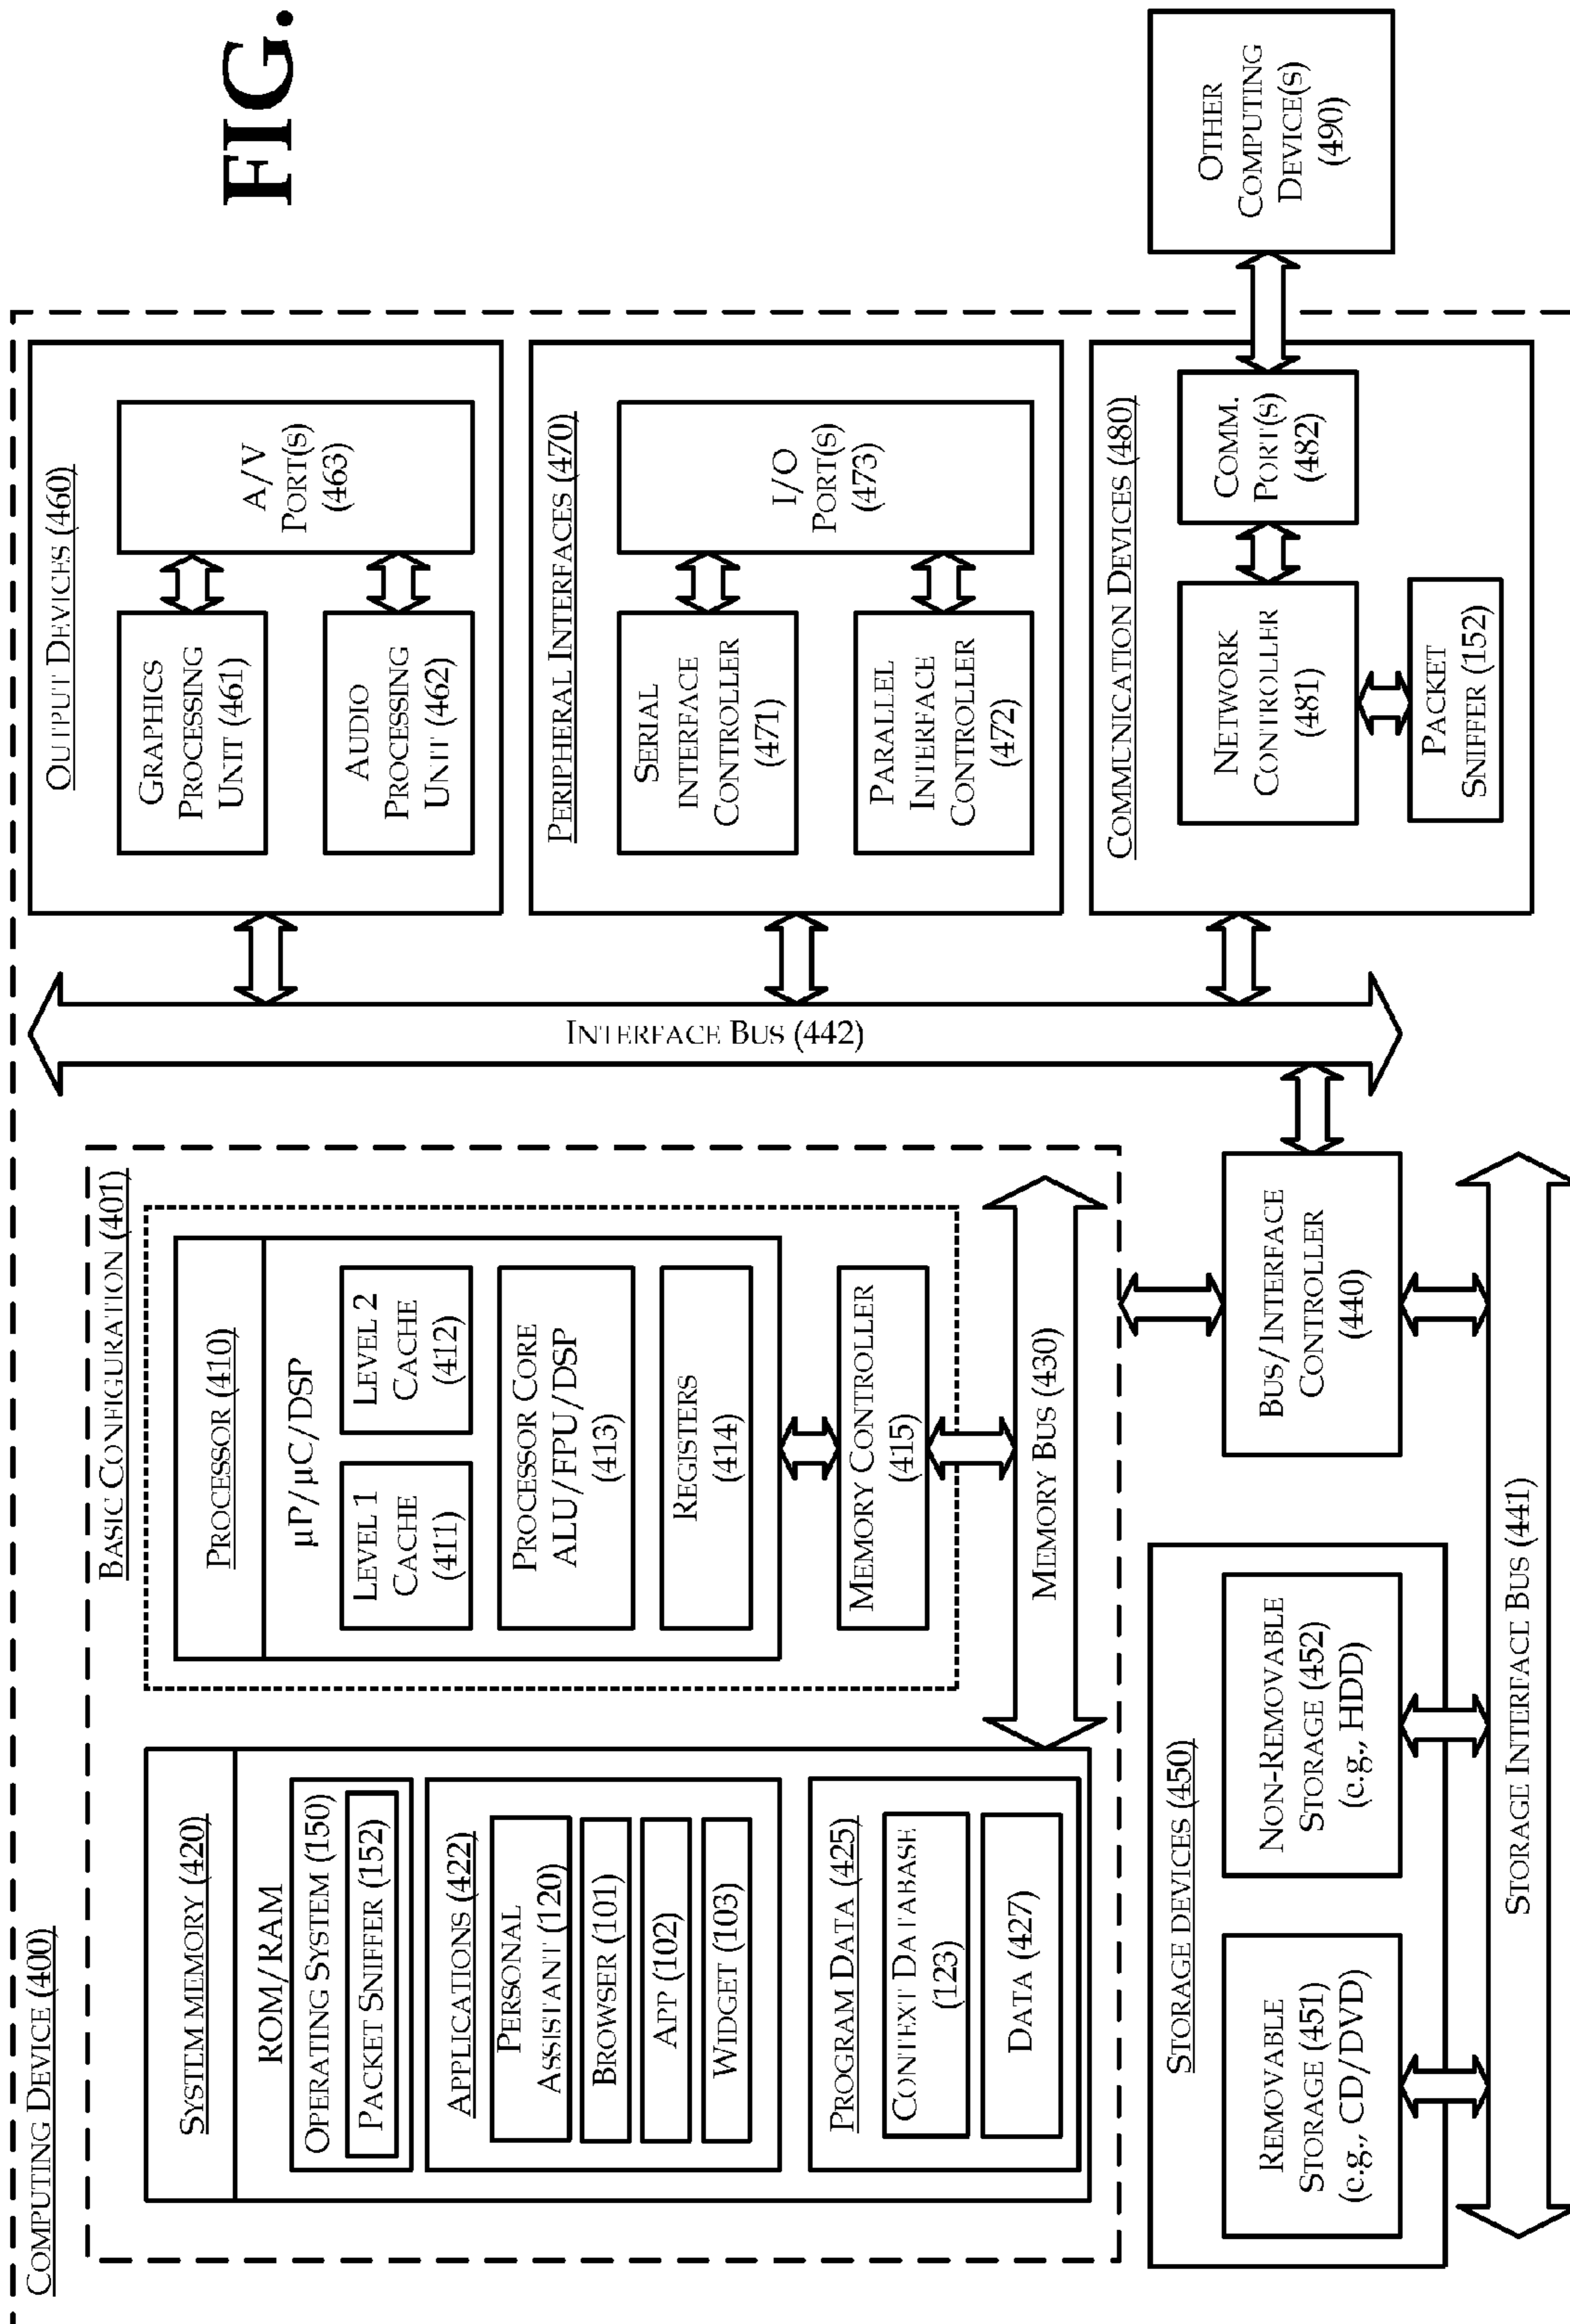 FIG.
COMPUTING DEVICE (400)
BASIC CONFIGURATION (401)
SYSTEM MEMORY (420)
ROM/RAM
OPERATING SYSTEM (150)
PACKET SNIFFER (152)
APPLICATIONS (422)
PERSONAL
ASSISTANT (120)
BROWSER (101)
APP (102)
WIDGET (103)
PROGRAM DATA (425)
CONTEXT DATABASE
(123)
DATA (427)
PROCESSOR (410)
µP/µC/DSP
LEVEL 1
CACHE
(411)
LEVEL 2
CACHE
(412)
PROCESSOR CORE
ALU/FPU/DSP
(413)
REGISTERS
(414)
MEMORY CONTROLLER
(415)
MEMORY BUS (430)
BUS/INTERFACE
CONTROLLER
(440)
STORAGE DEVICES (450)
REMOVABLE
STORAGE (451)
(e.g., CD/DVD)
NON-REMOVABLE
STORAGE (452)
(e.g., HDD)
STORAGE INTERFACE BUS (441)
INTERFACE BUS (442)
OUTPUT DEVICES (460)
GRAPHICS
PROCESSING
UNIT (461)
AUDIO
PROCESSING
UNIT (462)
A/V
PORT(S)
(463)
PERIPHERAL INTERFACES (470)
SERIAL
INTERFACE
CONTROLLER
(471)
PARALLEL
INTERFACE
CONTROLLER
(472)
I/O
PORT(S)
(473)
COMMUNICATION DEVICES (480)
NETWORK
CONTROLLER
(481)
COMM.
PORT(S)
(482)
PACKET
SNIFFER (152)
OTHER
COMPUTING
DEVICE(S)
(490)